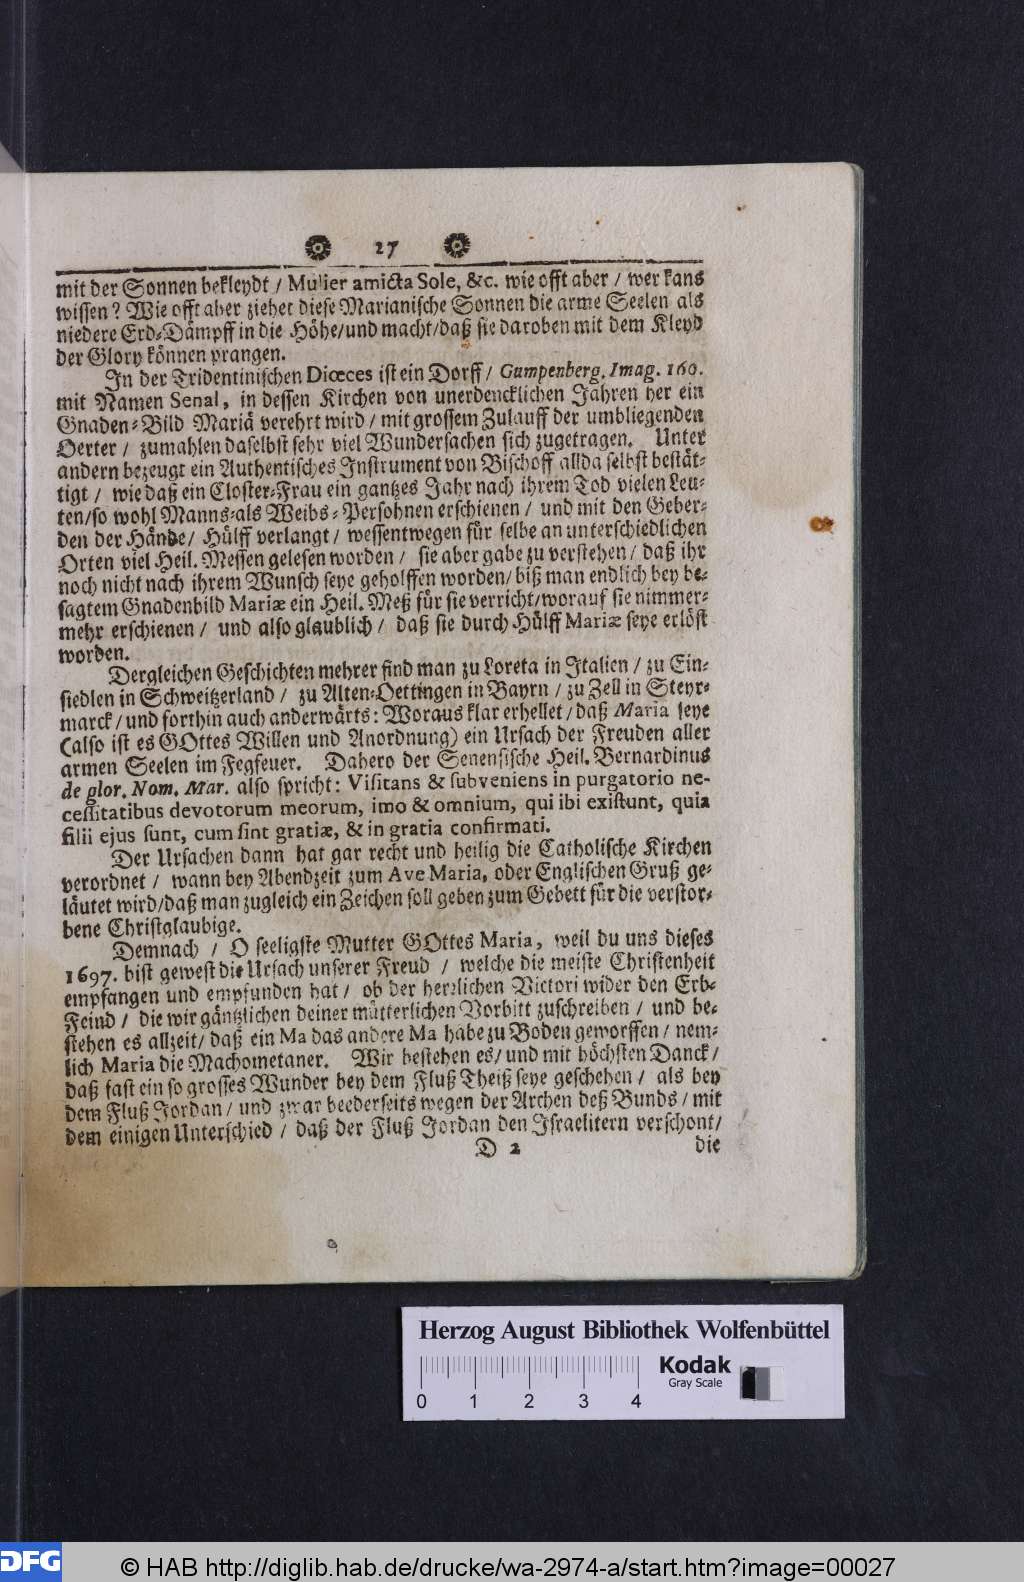 27
mit der Sonnen bekleydt / Mulier amicta Sole, &c. wie offt aber / wer kans
wissen? Wie offt aber ziehet diese Marianische Sonnen die arme Seelen als
niedere Erd-Dämpff in die Höhe/und macht/daß sie daroben mit dem Kleyd
der Glory können prangen.
In der Tridentinischen Diœces ist ein Dorff / Gumpenberg. Imag. 160.
mit Namen Senal, in dessen Kirchen von unerdencklichen Jahren her ein
Gnaden-Bild Mariä verehrt wird / mit grossem Zulauff der umbliegenden
Oerter / zumahlen daselbst sehr viel Wundersachen sich zugetragen. Unter
andern bezeugt ein Authentisches Instrument von Bischoff allda selbst bestät-
tigt / wie daß ein Closter-Frau ein gantzes Jahr nach ihrem Tod vielen Leu-
ten/so wohl Manns-als Weibs-Persohnen erschienen / und mit den Geber-
den der Hände/ Hülff verlangt / wessentwegen für selbe an unterschiedlichen
Orten viel Heil. Messen gelesen worden / sie aber gabe zu verstehen / daß ihr
noch nicht nach ihrem Wunsch seye geholffen worden/ biß man endlich bey be-
sagtem Gnadenbild Mariæ ein Heil. Meß für sie verricht/worauf sie nimmer-
mehr erschienen / und also glaublich / daß sie durch Hülff Mariæ seye erlöst
worden.
Dergleichen Geschichten mehrer find man zu Loreta in Italien / zu Ein-
siedlen in Schweitzerland / zu Alten-Oettingen in Bayrn / zu Zell in Steyr-
marck / und forthin auch anderwärts: Woraus klar erhellet / daß Maria seye
(also ist es GOttes Willen und Anordnung) ein Ursach der Freuden aller
armen Seelen im Fegfeuer. Dahero der Senensische Heil. Bernardinus
de glor. Nom. Mar. also spricht: Visitans & subveniens in purgatorio ne-
cessitatibus devotorum meorum, imo & omnium, qui ibi existunt, quia
filii ejus sunt, cum sint gratiæ, & in gratia confirmati.
Der Ursachen dann hat gar recht und heilig die Catholische Kirchen
verordnet / wann bey Abendzeit zum Ave Maria, oder Englischen Gruß ge-
läutet wird/daß man zugleich ein Zeichen soll geben zum Gebett für die verstor-
bene Christglaubige.
Demnach / O seeligste Mutter GOttes Maria, weil du uns dieses
1697. bist gewest die Ursach unserer Freud / welche die meiste Christenheit
empfangen und empfunden hat / ob der herrlichen Victori wider den Erb-
Feind / die wir gäntzlichen deiner mütterlichen Vorbitt zuschreiben / und be-
stehen es allzeit/ daß ein Ma das andere Ma habe zu Boden geworffen / nem-
lich Maria die Machometaner. Wir bestehen es/ und mit höchsten Danck /
daß fast ein so grosses Wunder bey dem Fluß Theiß seye geschehen / als bey
dem Fluß Jordan / und zwar beederseits wegen der Archen deß Bunds / mit
dem einigen Unterschied / daß der Fluß Jordan den Israelitern verschont/
D 2 die
Herzog August Bibliothek Wolfenbüttel
0 1 2 3 4
Kodak
Gray Scale
DFG © HAB http://diglib.hab.de/drucke/wa-2974-a/start.htm?image=00027